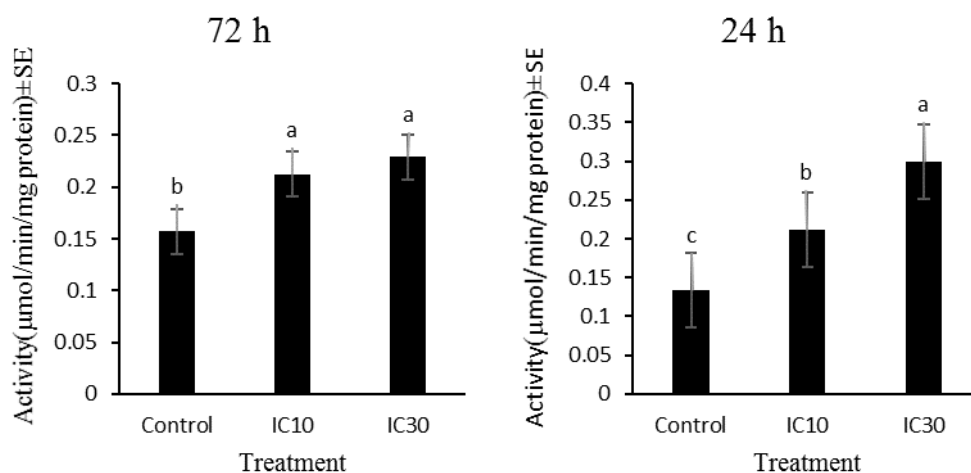 72 h
Activity(μmol/min/mg protein)±SE
0.3
0.25
0.2
0.15
0.1
0.05
0
b
a
a
Control IC10 IC30
Treatment
24 h
Activity(μmol/min/mg protein)±SE
0.4
0.35
0.3
0.25
0.2
0.15
0.1
0.05
0
c
b
a
Control IC10 IC30
Treatment